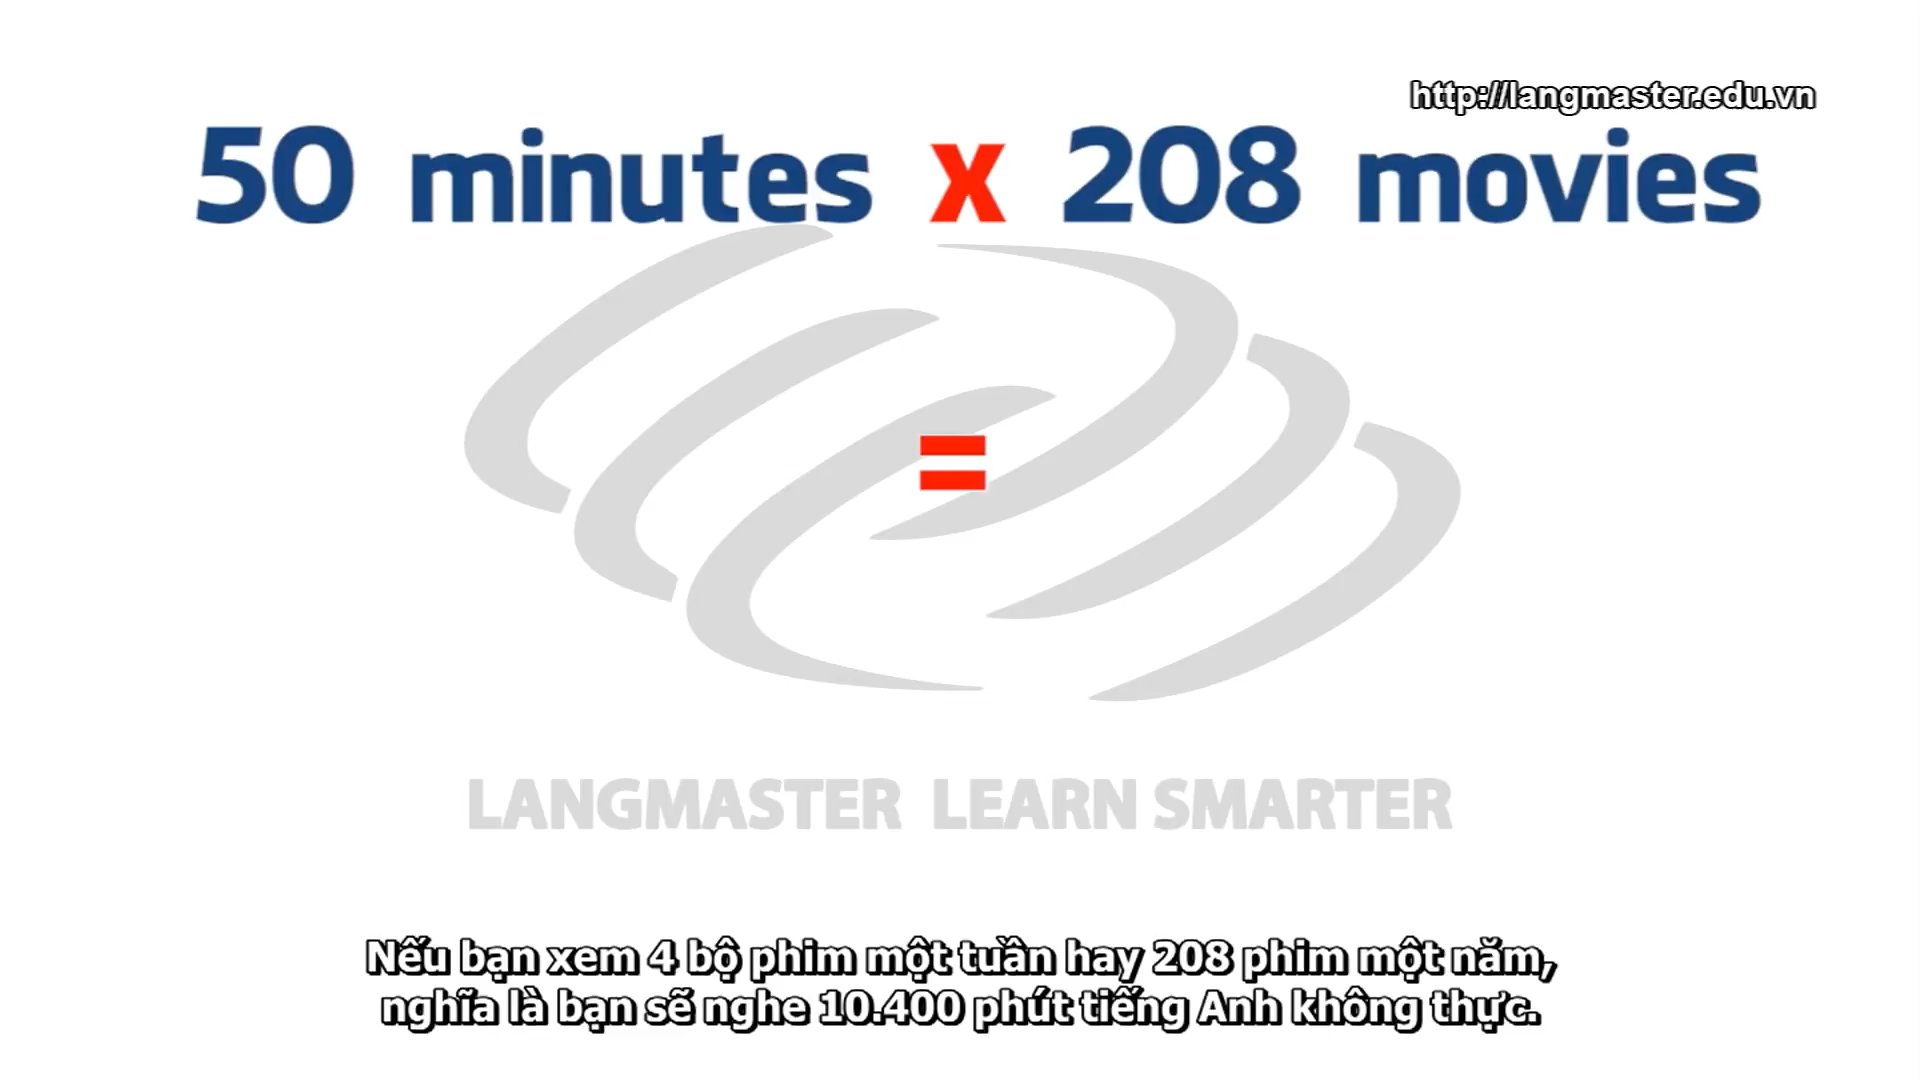 http://langmaster.edu.vn
50 minutes x 208 movies
=
LANGMASTER LEARN SMARTER
Nếu bạn xem 4 bộ phim một tuần hay 208 phim một năm,
nghĩa là bạn sẽ nghe 10.400 phút tiếng Anh không thực.